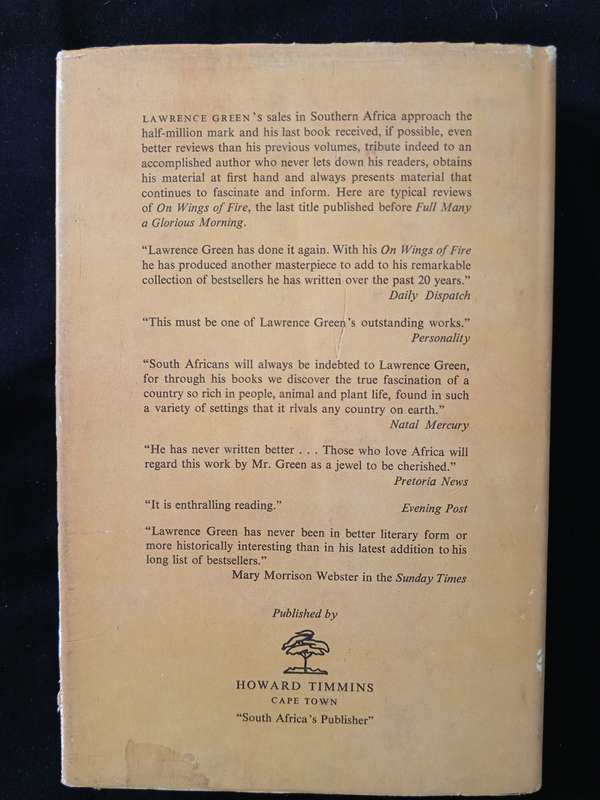 LAWRENCE GREEN'S sales in Southern Africa approach the
half-million mark and his last book received, if possible, even
better reviews than his previous volumes, tribute indeed to an
accomplished author who never lets down his readers, obtains
his material at first hand and always presents material that
continues to fascinate and inform. Here are typical reviews
of On Wings of Fire, the last title published before Full Many
a Glorious Morning.
“Lawrence Green has done it again. With his On Wings of Fire
he has produced another masterpiece to add to his remarkable
collection of bestsellers he has written over the past 20 years.”
Daily Dispatch
“This must be one of Lawrence Green's outstanding works.”
Personality
“South Africans will always be indebted to Lawrence Green,
for through his books we discover the true fascination of a
country so rich in people, animal and plant life, found in such
a variety of settings that it rivals any country on earth.”
Natal Mercury
“He has never written better . . . Those who love Africa will
regard this work by Mr. Green as a jewel to be cherished.”
Pretoria News
“It is enthralling reading.”
Evening Post
“Lawrence Green has never been in better literary form or
more historically interesting than in his latest addition to his
long list of bestsellers.”
Mary Morrison Webster in the Sunday Times
Published by
HOWARD TIMMINS
CAPE TOWN
“South Africa's Publisher”